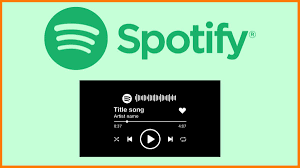 Spotify®
Title song
Artist name
0:37
4:07